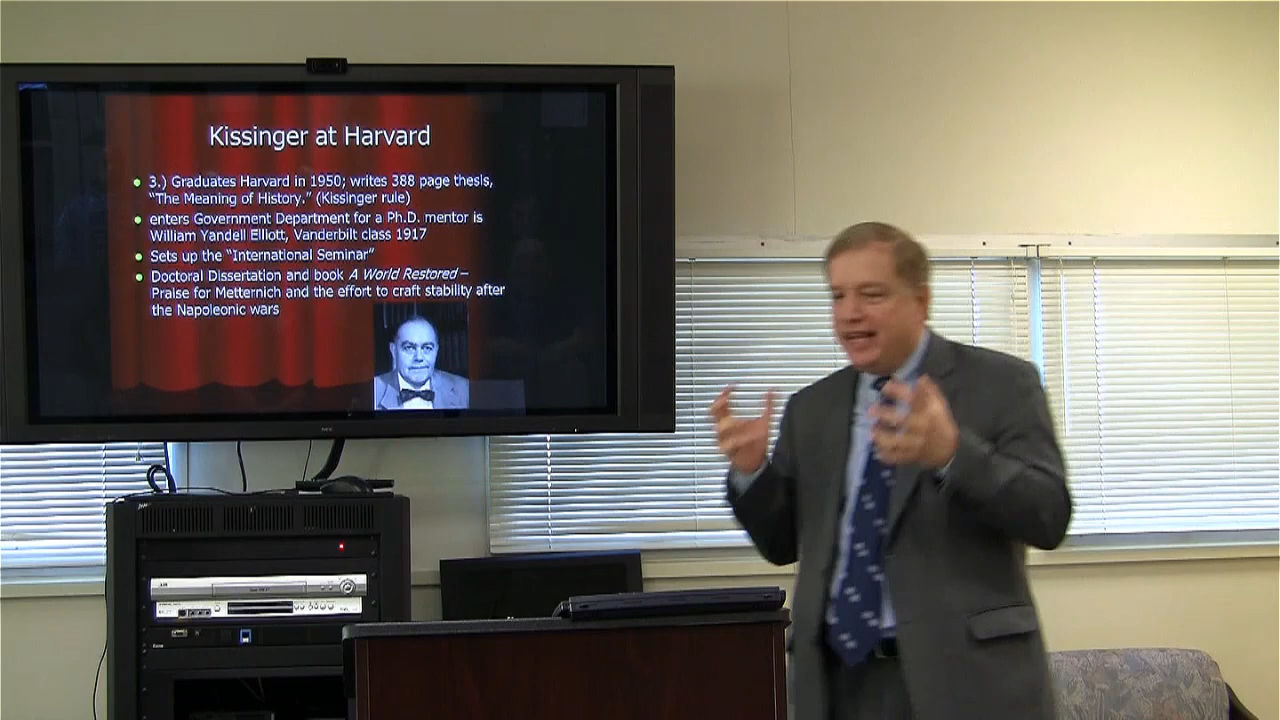 Kissinger at Harvard
3.) Graduates Harvard in 1950; writes 388 page thesis,
"The Meaning of History." (Kissinger rule)
enters Government Department for a Ph.D. mentor is
William Yandell Elliott, Vanderbilt class 1917
Sets up the "International Seminar"
Doctoral Dissertation and book A World Restored –
Praise for Metternich and the effort to craft stability after
the Napoleonic wars
NEC
JVC